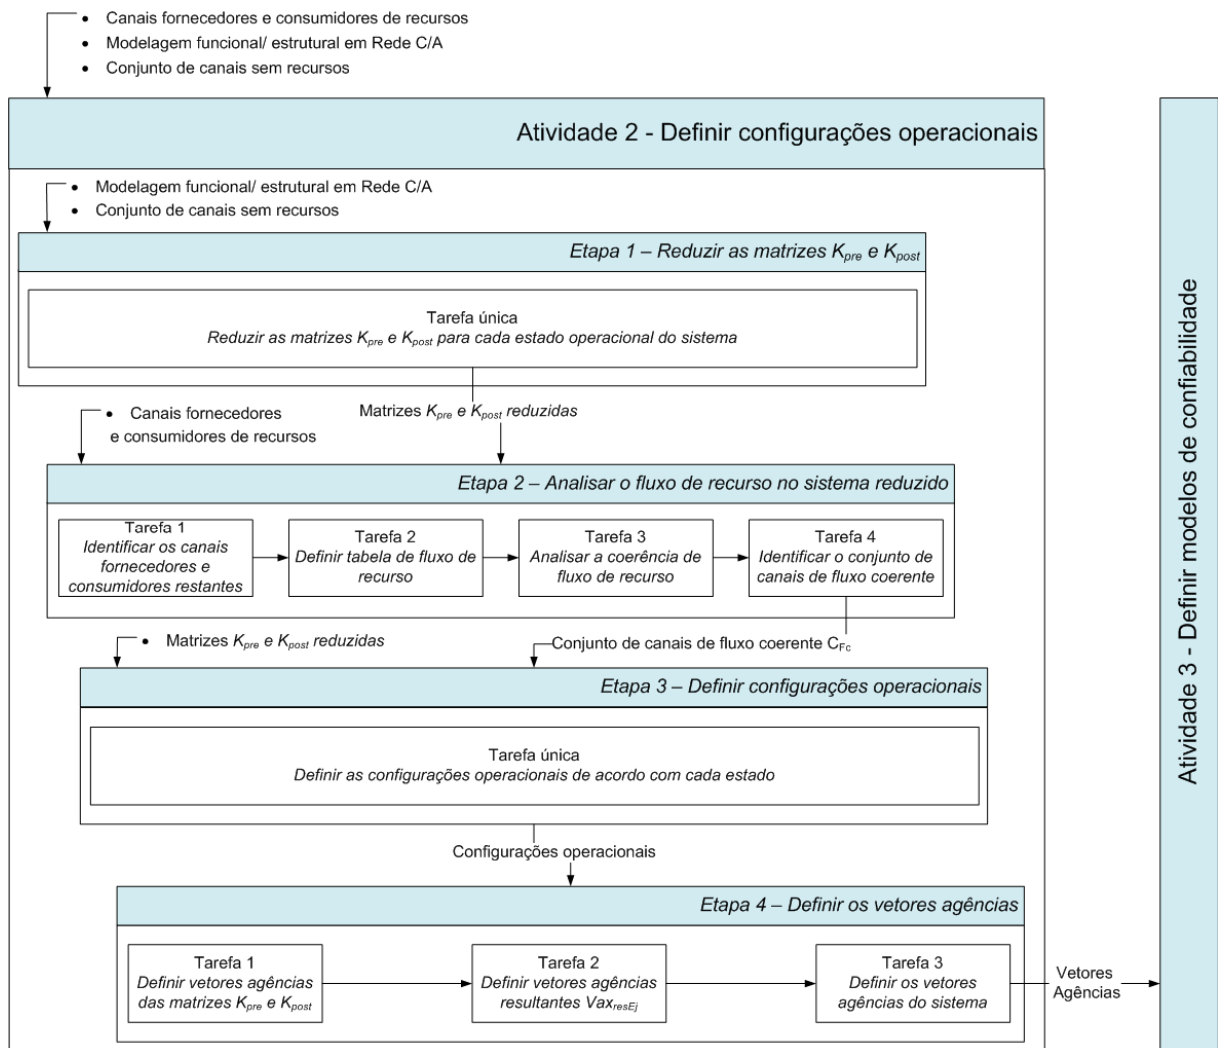 • Canais fornecedores e consumidores de recursos
• Modelagem funcional/ estrutural em Rede C/A
• Conjunto de canais sem recursos
Atividade 2 - Definir configurações operacionais
• Modelagem funcional/ estrutural em Rede C/A
• Conjunto de canais sem recursos
Etapa 1 – Reduzir as matrizes Kpre e Kpost
Tarefa única
Reduzir as matrizes Kpre e Kpost para cada estado operacional do sistema
• Canais fornecedores
e consumidores de recursos
Matrizes Kpre e Kpost reduzidas
Etapa 2 – Analisar o fluxo de recurso no sistema reduzido
Tarefa 1
Identificar os canais
fornecedores e
consumidores restantes
Tarefa 2
Definir tabela de fluxo de
recurso
Tarefa 3
Analisar a coerência de
fluxo de recurso
Tarefa 4
Identificar o conjunto de
canais de fluxo coerente
• Matrizes Kpre e Kpost reduzidas
Conjunto de canais de fluxo coerente CFc
Etapa 3 – Definir configurações operacionais
Tarefa única
Definir as configurações operacionais de acordo com cada estado
Configurações operacionais
Etapa 4 – Definir os vetores agências
Tarefa 1
Definir vetores agências
das matrizes Kpre e Kpost
Tarefa 2
Definir vetores agências
resultantes VaxresEj
Tarefa 3
Definir os vetores
agências do sistema
Vetores
Agências
Atividade 3 - Definir modelos de confiabilidade